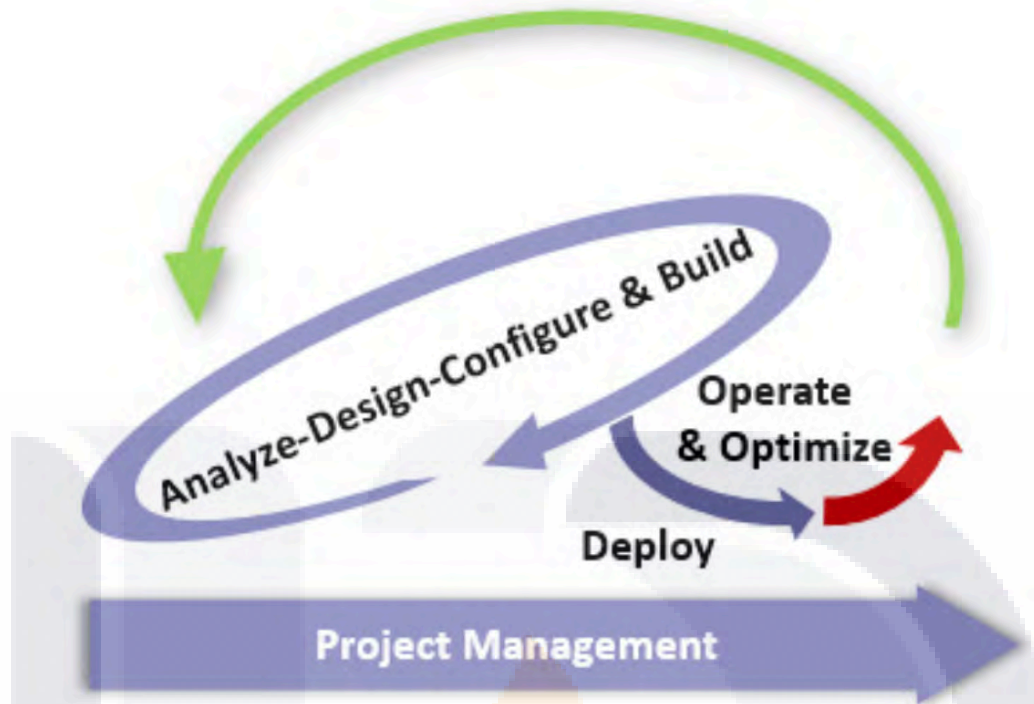 Analyze-Design-Configure & Build
Operate
& Optimize
Deploy
Project Management